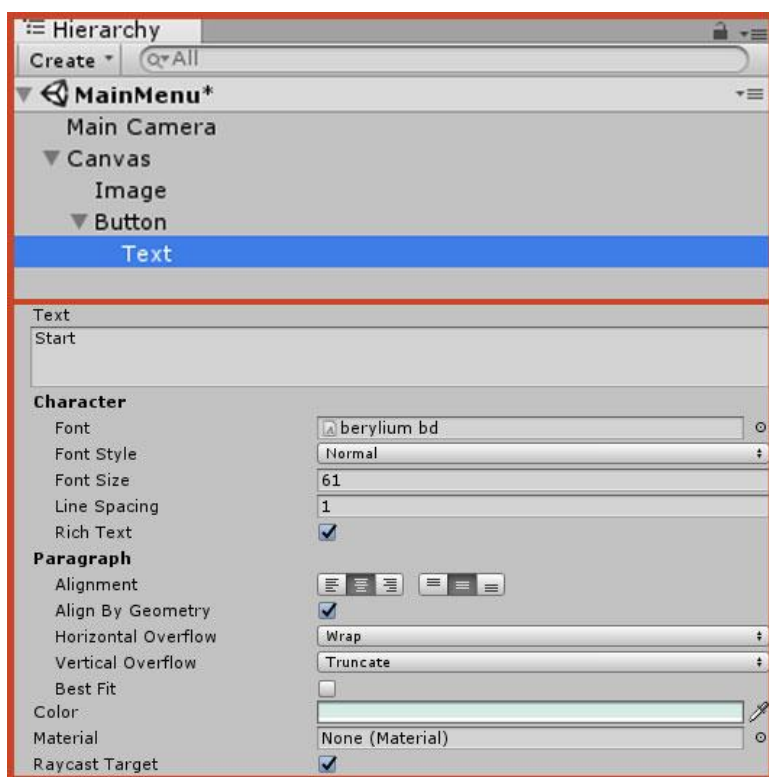 Hierarchy
Create All
MainMenu*
Main Camera
Canvas
Image
Button
Text
Text
Start
Character
Font berylium bd
Font Style Normal
Font Size 61
Line Spacing 1
Rich Text
Paragraph
Alignment
Align By Geometry
Horizontal Overflow Wrap
Vertical Overflow Truncate
Best Fit
Color
Material None (Material)
Raycast Target